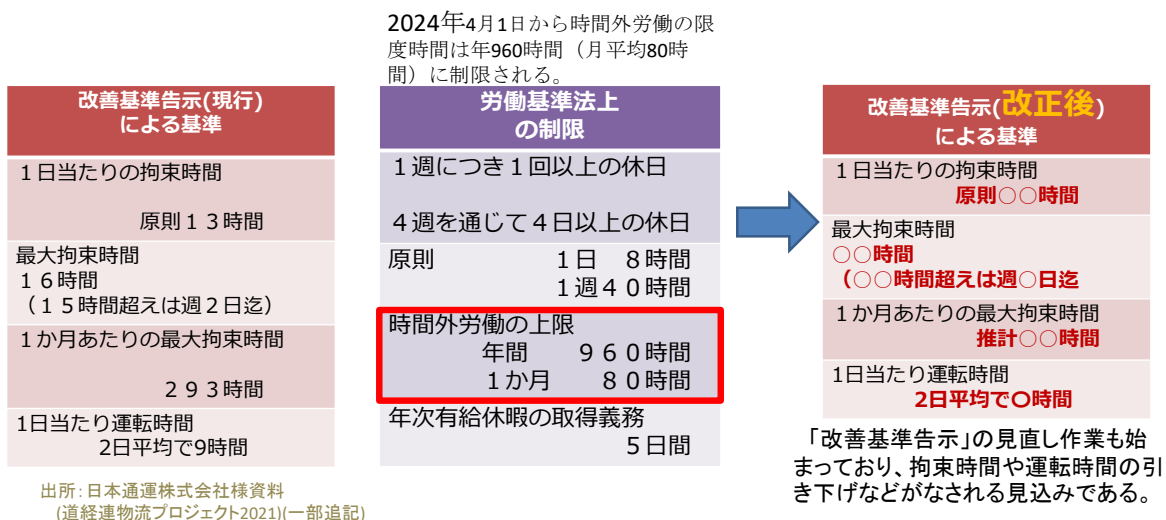 2024年4月1日から時間外労働の限
度時間は年960時間（月平均80時
間）に制限される。
改善基準告示(現行)
による基準
1日当たりの拘束時間
原則１３時間
最大拘束時間
１６時間
（１５時間超えは週２日迄）
１か月あたりの最大拘束時間
２９３時間
1日当たり運転時間
2日平均で9時間
出所：日本通運株式会社様資料
(道経連物流プロジェクト2021)(一部追記)
労働基準法上
の制限
１週につき１回以上の休日
４週を通じて４日以上の休日
原則　１日　８時間
１週４０時間
時間外労働の上限
年間　９６０時間
１か月　８０時間
年次有給休暇の取得義務
５日間
改善基準告示(改正後)
による基準
1日当たりの拘束時間
原則○○時間
最大拘束時間
○○時間
（○○時間超えは週○日迄
１か月あたりの最大拘束時間
推計○○時間
1日当たり運転時間
2日平均で〇時間
「改善基準告示」の見直し作業も始
まっており、拘束時間や運転時間の引
き下げなどがなされる見込みである。